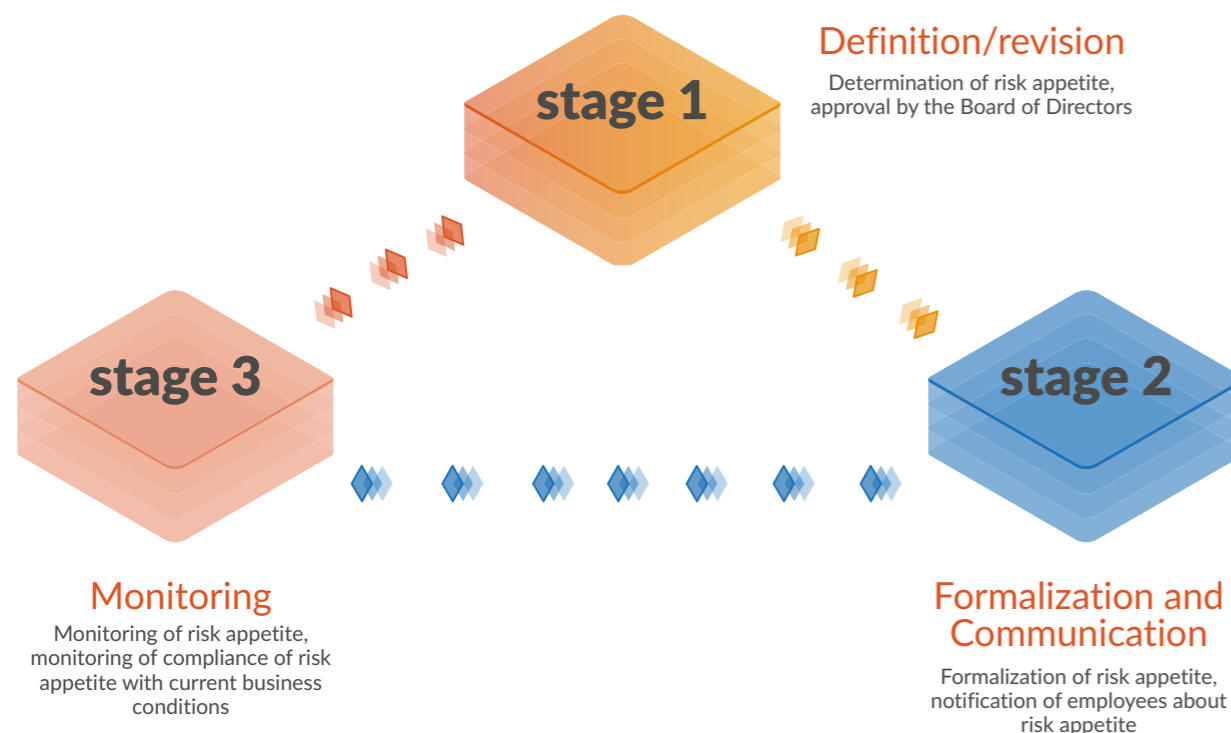 stage 1
Definition/revision
Determination of risk appetite,
approval by the Board of Directors
stage 3
stage 2
Monitoring
Monitoring of risk appetite,
monitoring of compliance of risk
appetite with current business
conditions
Formalization and
Communication
Formalization of risk appetite,
notification of employees about
risk appetite